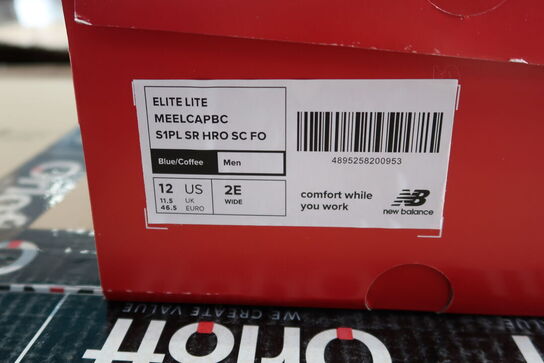 ELITE LITE
MEELCAPBC
S1PL SR HRO SC FO
Blue/Coffee Men
12 US
11.5 UK
46.5 EURO
2E
WIDE
4895258200953
comfort while
you work
NB
new balance
WE CREATE VALUE